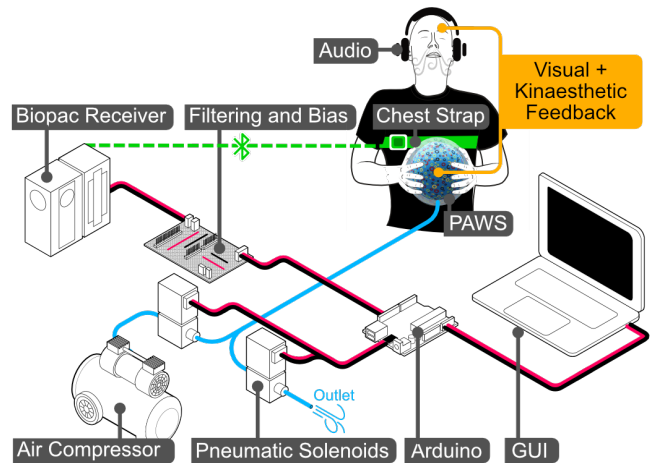 Audio
Visual +
Kinaesthetic
Feedback
Biopac Receiver
Filtering and Bias
Chest Strap
PAWS
Outlet
Air Compressor
Pneumatic Solenoids
Arduino
GUI